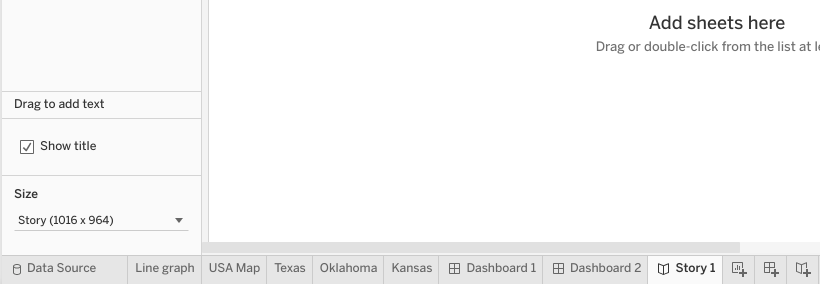 Add sheets here
Drag or double-click from the list at
Drag to add text
Show title
Size
Story (1016 x 964)
Data Source Line graph USA Map Texas Oklahoma Kansas Dashboard 1 Dashboard 2 Story 1